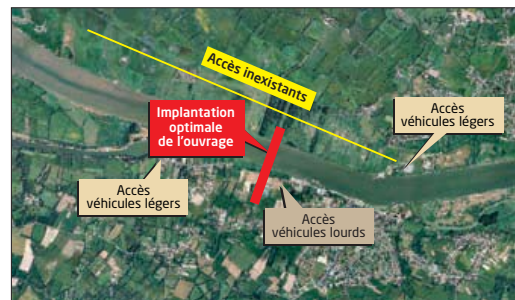 Accès inexistants
Implantation
optimale
de l'ouvrage
Accès
véhicules légers
Accès
véhicules légers
Accès
véhicules lourds